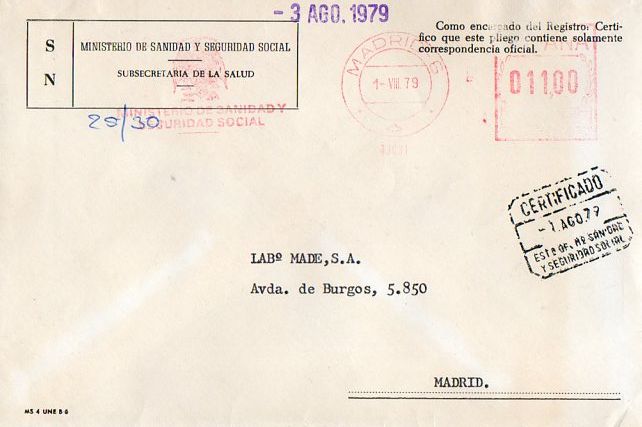 - 3 AGO. 1979
S
N
MINISTERIO DE SANIDAD Y SEGURIDAD SOCIAL
SUBSECRETARIA DE LA SALUD
MINISTERIO DE SANIDAD Y
SEGURIDAD SOCIAL
29/30
MADRID
1-VIII.79
Como encargado del Registro: Certi-
fico que este pliego contiene solamente
correspondencia oficial.
011,00
CERTIFICADO
-1 AGO 79
Y SEGURIDAD SOCIAL
LABº MADE,S.A.
Avda. de Burgos, 5.850
MADRID.
MS 4 UNE B 6